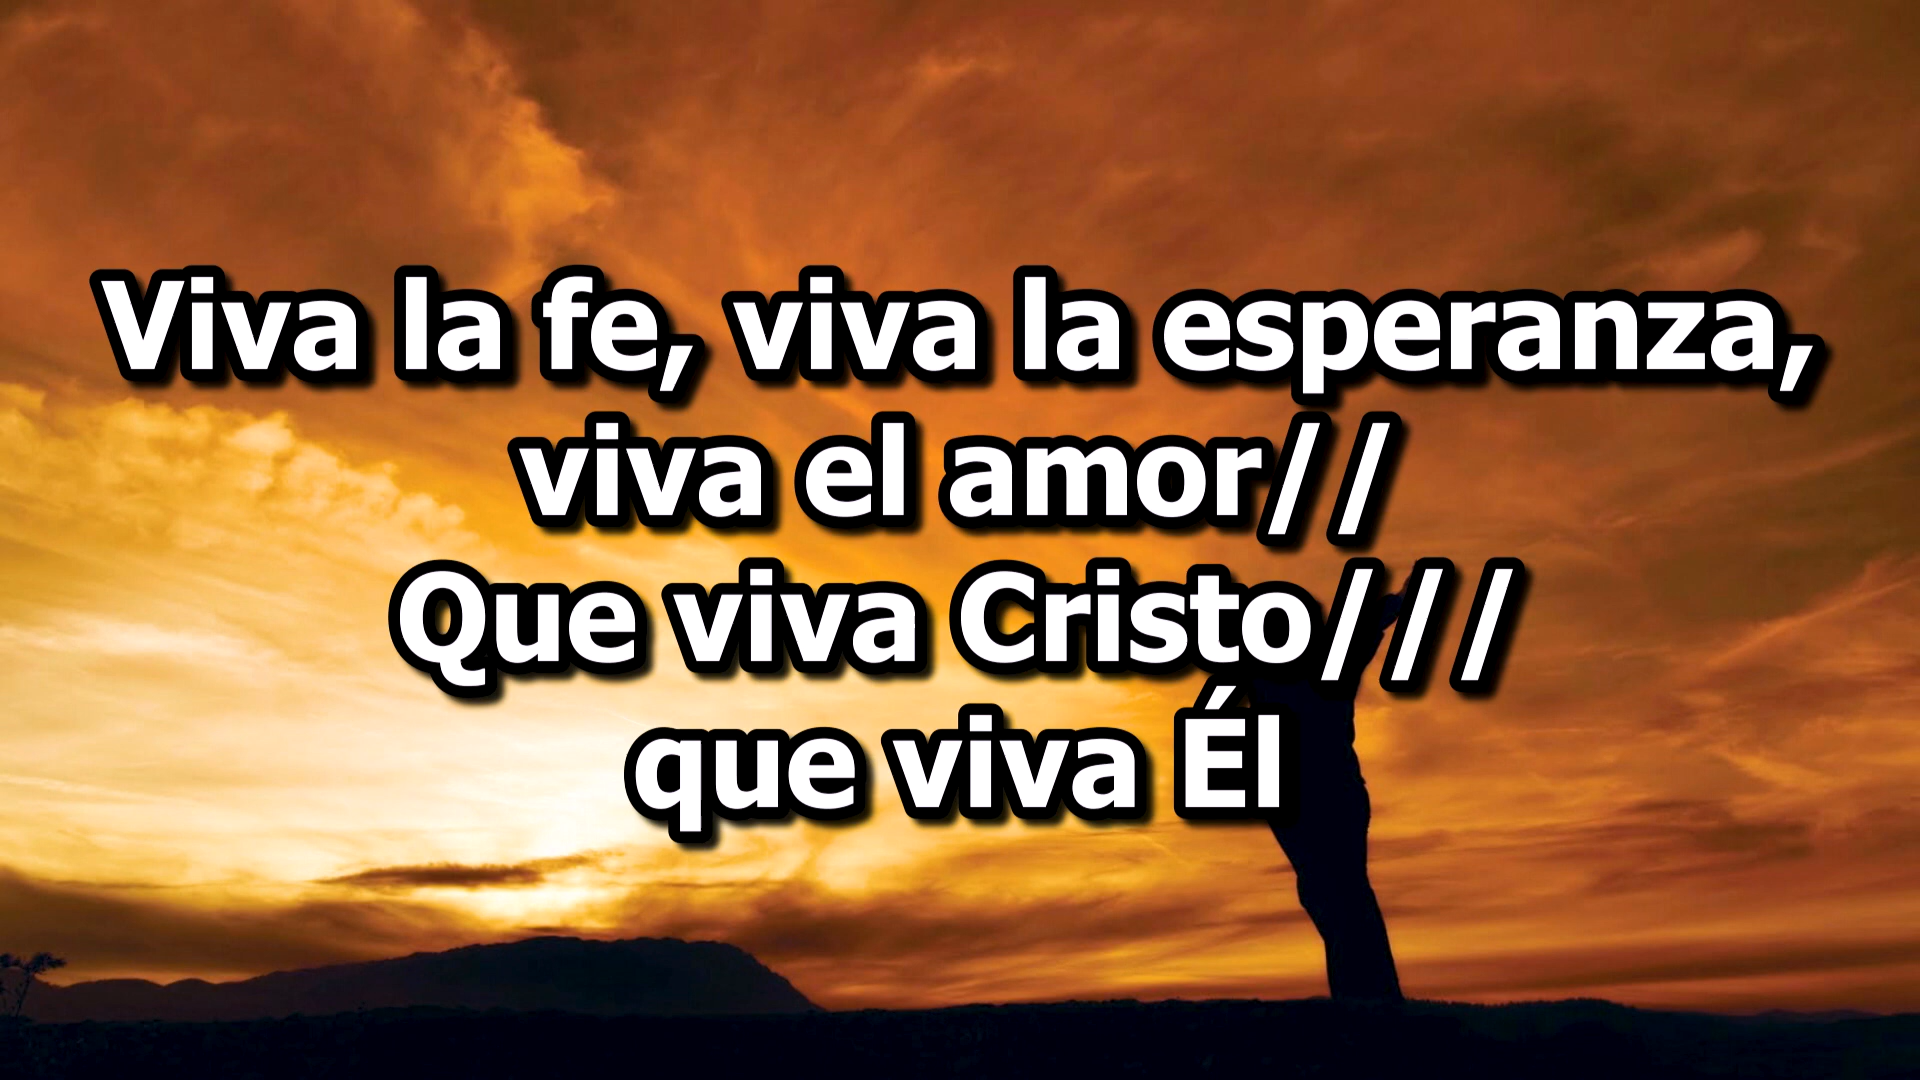 Viva la fe, viva la esperanza,
viva el amor//
Que viva Cristo///
que viva Él